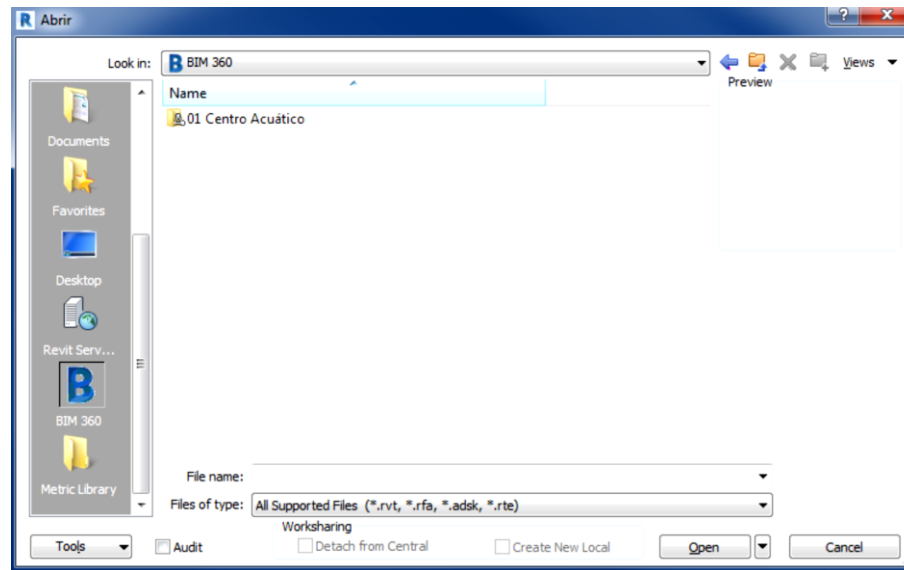 R Abrir
Look in: B BIM 360 Views
Name
Preview
01 Centro Acuático
Documents
Favorites
Desktop
Revit Serv...
B
BIM 360
Metric Library
File name:
Files of type: All Supported Files (*.rvt, *.rfa, *.adsk, *.rte)
Worksharing
Tools Audit Detach from Central Create New Local Open Cancel